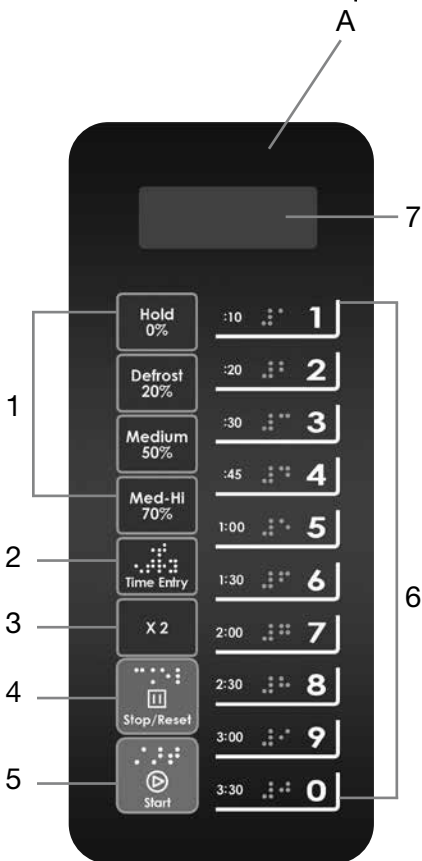 A
7
Hold
0%
:10 1
Defrost
20%
:20 2
Medium
50%
:30 3
Med-Hi
70%
:45 4
1:00 5
Time Entry
1:30 6
X 2
2:00 7
Stop/Reset
2:30 8
3:00 9
Start
3:30 0
1
2
3
4
5
6